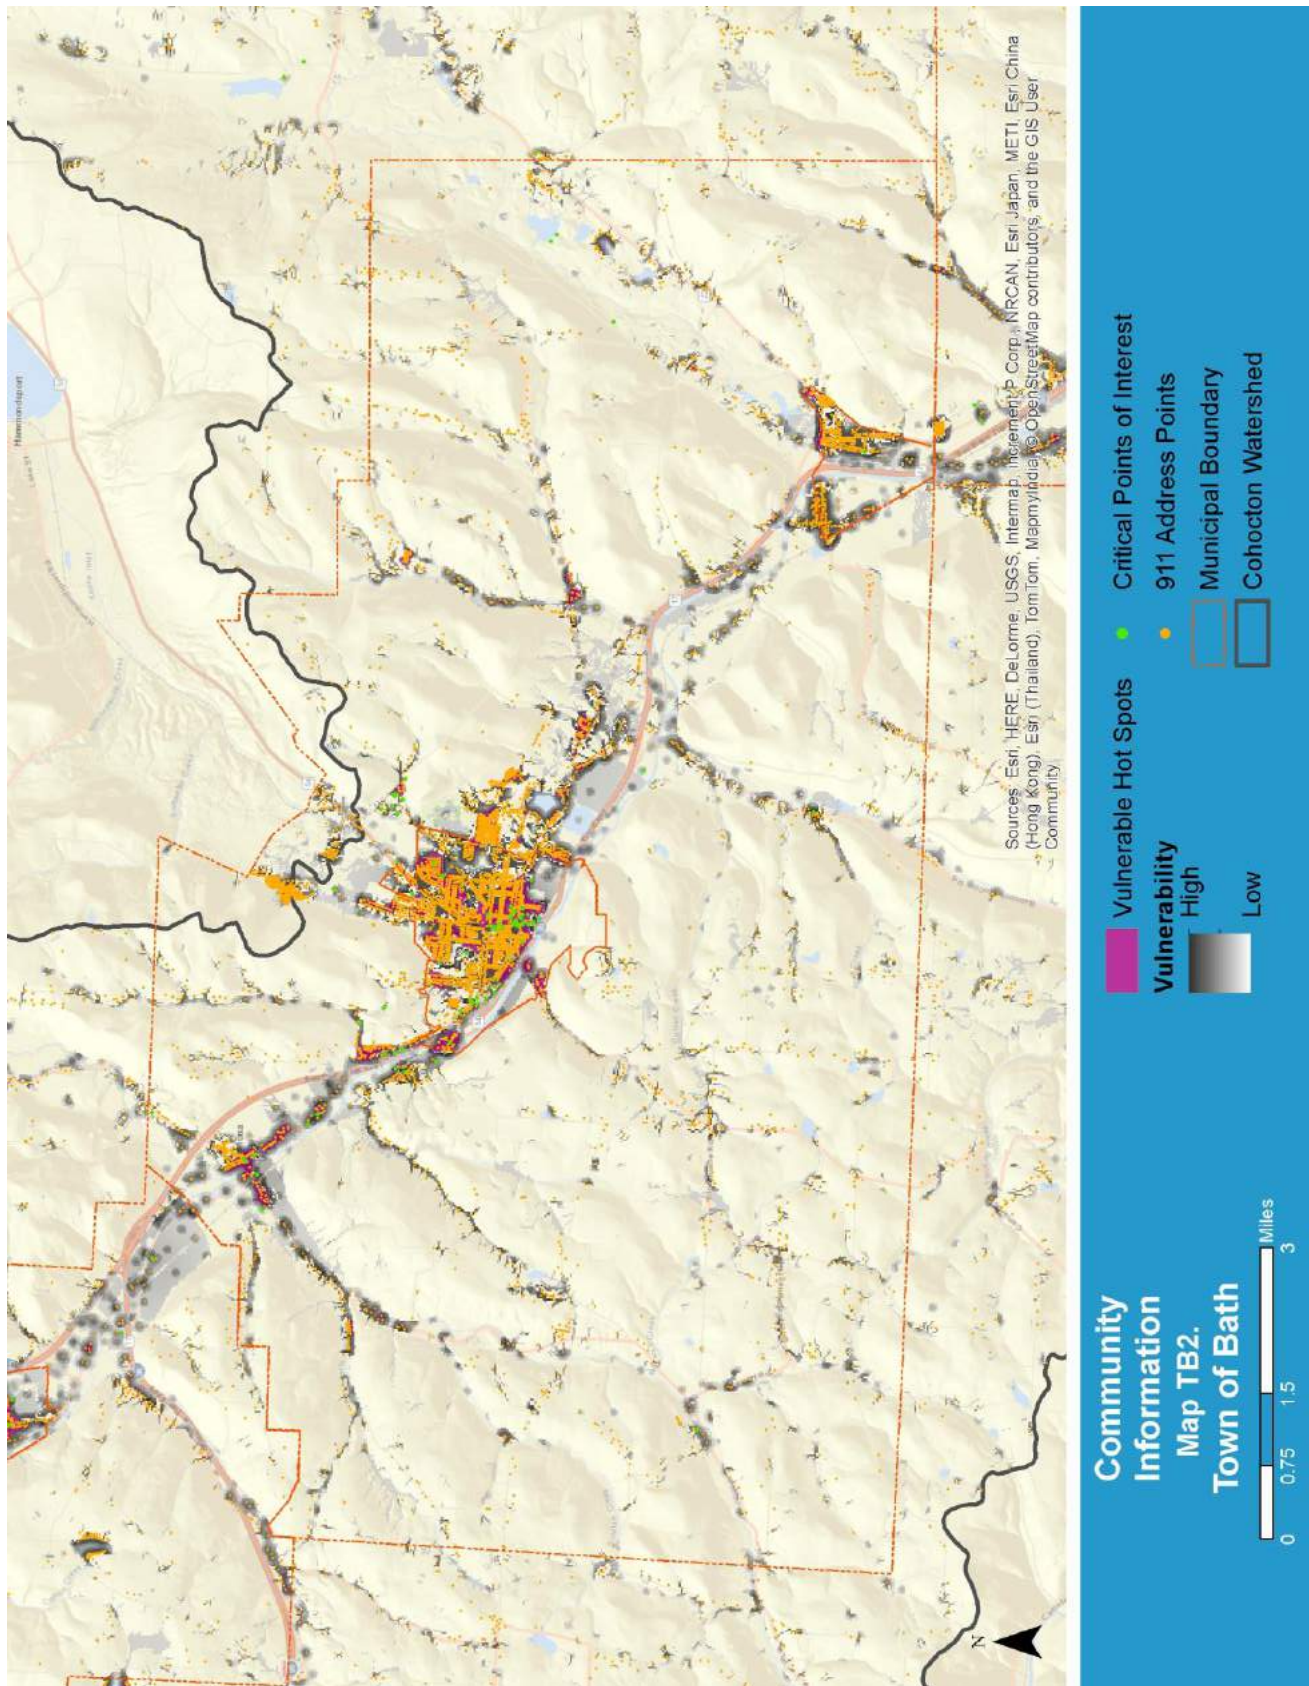 Hammondsport
Sources: Esri, HERE, DeLorme, USGS, Intermap, increment P Corp., NRCAN, Esri Japan, METI, Esri China
(Hong Kong), Esri (Thailand), TomTom, MapmyIndia, © OpenStreetMap contributors, and the GIS User
Community
N
Community
Information
Map TB2.
Town of Bath
0 0.75 1.5 3 Miles
Vulnerable Hot Spots
Vulnerability
High
Low
Critical Points of Interest
911 Address Points
Municipal Boundary
Cohocton Watershed